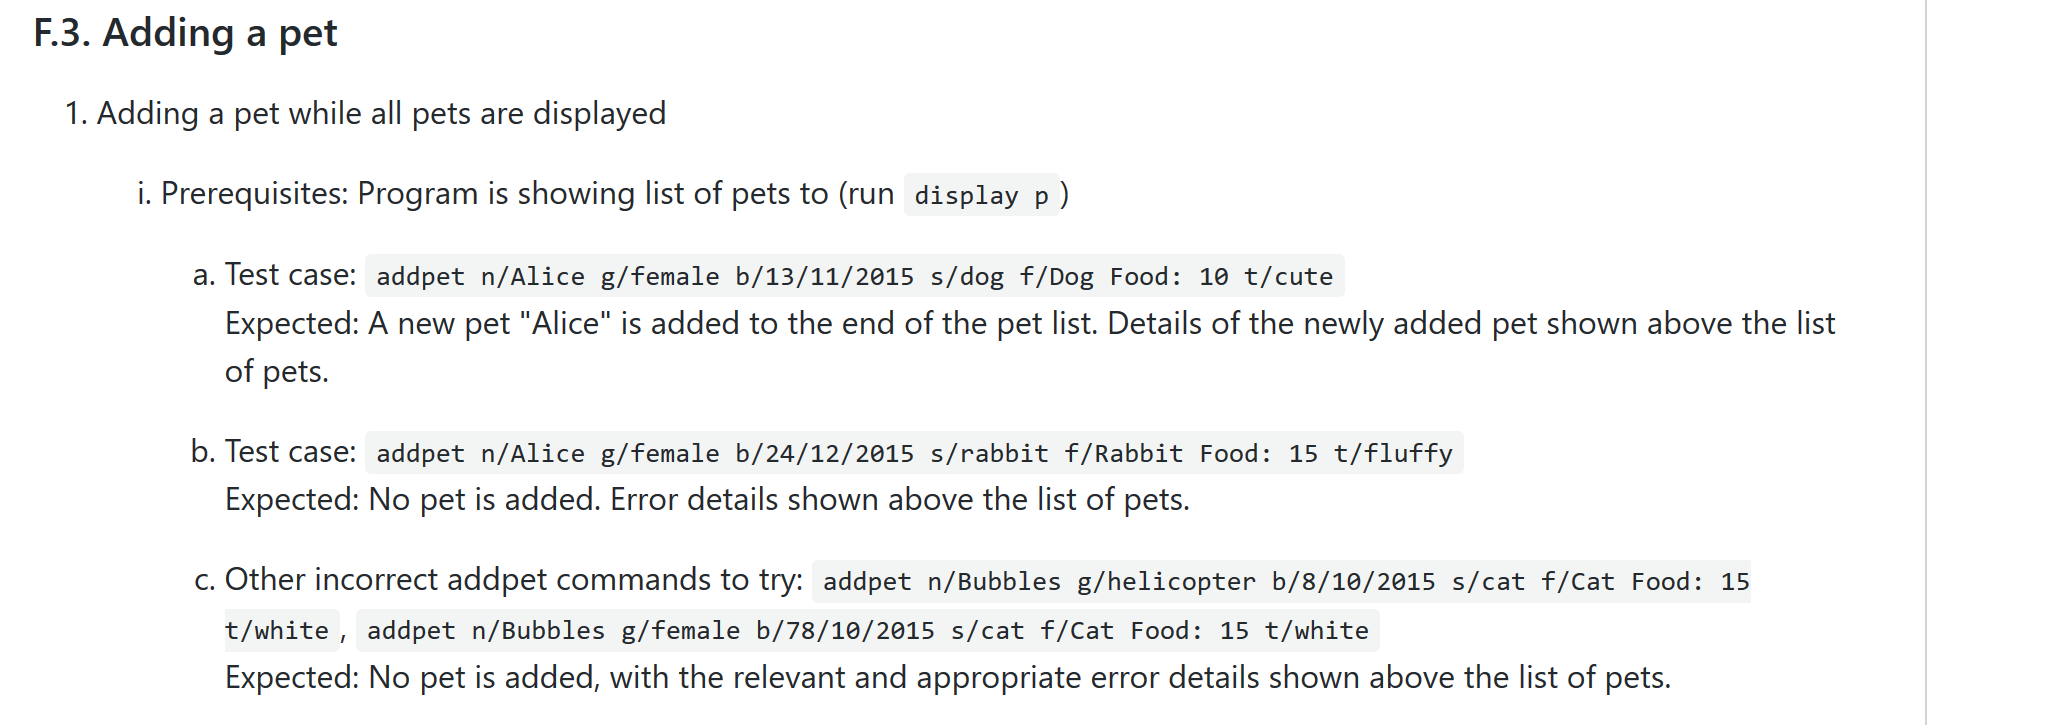 F.3. Adding a pet
1. Adding a pet while all pets are displayed
i. Prerequisites: Program is showing list of pets to (run display p)
a. Test case: addpet n/Alice g/female b/13/11/2015 s/dog f/Dog Food: 10 t/cute
Expected: A new pet "Alice" is added to the end of the pet list. Details of the newly added pet shown above the list
of pets.
b. Test case: addpet n/Alice g/female b/24/12/2015 s/rabbit f/Rabbit Food: 15 t/fluffy
Expected: No pet is added. Error details shown above the list of pets.
c. Other incorrect addpet commands to try: addpet n/Bubbles g/helicopter b/8/10/2015 s/cat f/Cat Food: 15
t/white, addpet n/Bubbles g/female b/78/10/2015 s/cat f/Cat Food: 15 t/white
Expected: No pet is added, with the relevant and appropriate error details shown above the list of pets.